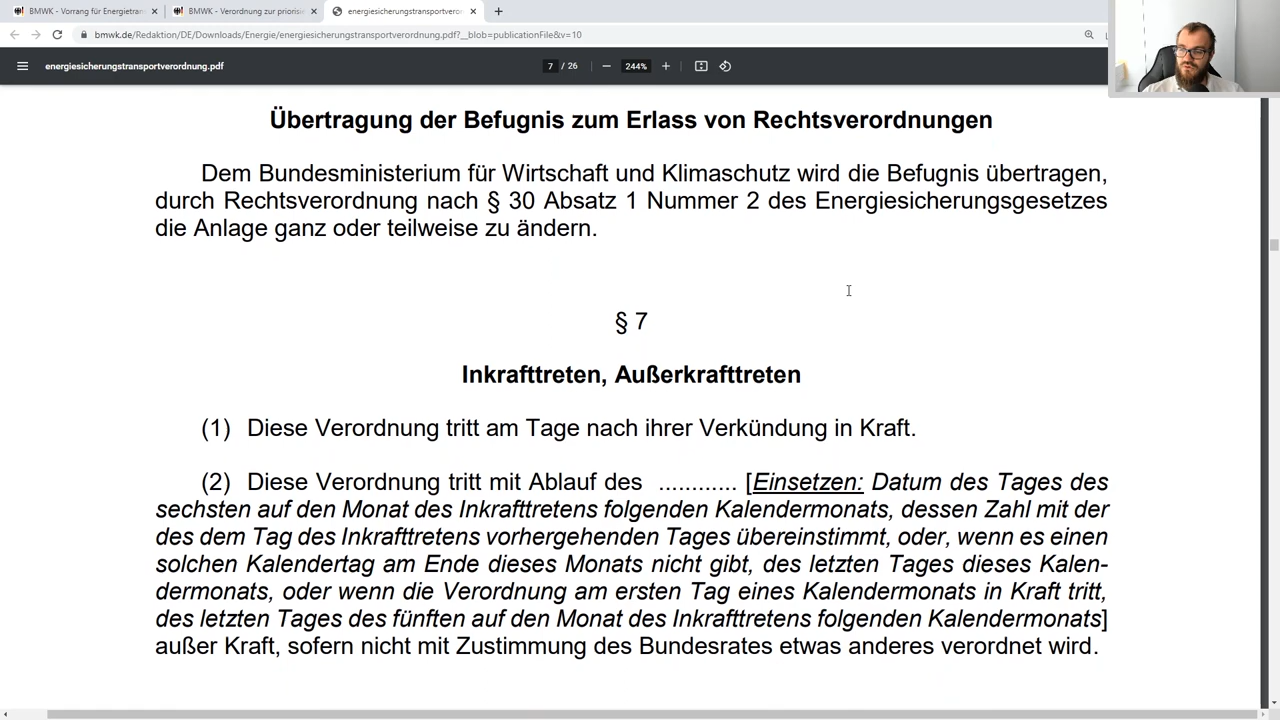 BMWK - Vorrang für Energietran
BMWK - Verordnung zur priorisi
energiesicherungstransportveror
bmwk.de/Redaktion/DE/Downloads/Energie/energiesicherungstransportverordnung.pdf?__blob=publicationFile&v=10
energiesicherungstransportverordnung.pdf
7 / 26
244%
Übertragung der Befugnis zum Erlass von Rechtsverordnungen
Dem Bundesministerium für Wirtschaft und Klimaschutz wird die Befugnis übertragen,
durch Rechtsverordnung nach § 30 Absatz 1 Nummer 2 des Energiesicherungsgesetzes
die Anlage ganz oder teilweise zu ändern.
§ 7
Inkrafttreten, Außerkrafttreten
(1) Diese Verordnung tritt am Tage nach ihrer Verkündung in Kraft.
(2) Diese Verordnung tritt mit Ablauf des ............ [Einsetzen: Datum des Tages des
sechsten auf den Monat des Inkrafttretens folgenden Kalendermonats, dessen Zahl mit der
des dem Tag des Inkrafttretens vorhergehenden Tages übereinstimmt, oder, wenn es einen
solchen Kalendertag am Ende dieses Monats nicht gibt, des letzten Tages dieses Kalen-
dermonats, oder wenn die Verordnung am ersten Tag eines Kalendermonats in Kraft tritt,
des letzten Tages des fünften auf den Monat des Inkrafttretens folgenden Kalendermonats]
außer Kraft, sofern nicht mit Zustimmung des Bundesrates etwas anderes verordnet wird.